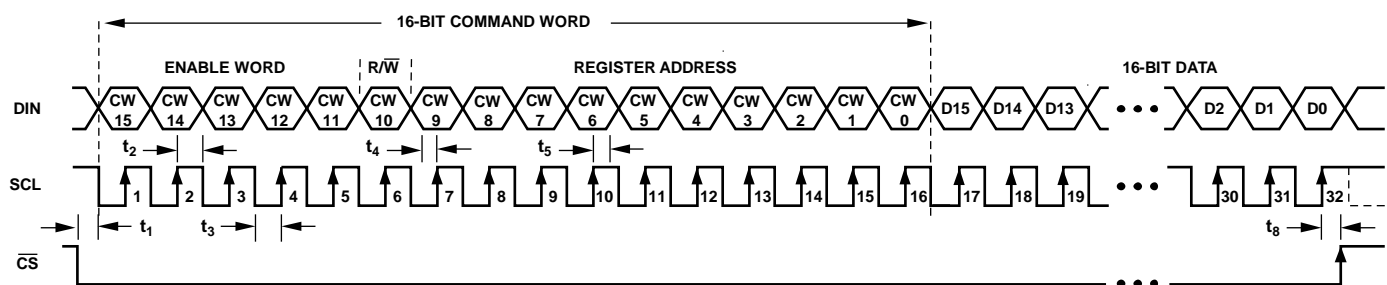 16-BIT COMMAND WORD
ENABLE WORD R/W̅ REGISTER ADDRESS 16-BIT DATA
DIN CW 15 CW 14 CW 13 CW 12 CW 11 CW 10 CW 9 CW 8 CW 7 CW 6 CW 5 CW 4 CW 3 CW 2 CW 1 CW 0 D15 D14 D13 ••• D2 D1 D0
t2 t4 t5
SCL 1 2 3 4 5 6 7 8 9 10 11 12 13 14 15 16 17 18 19 ••• 30 31 32
t1 t3 t8
C̅S̅ •••